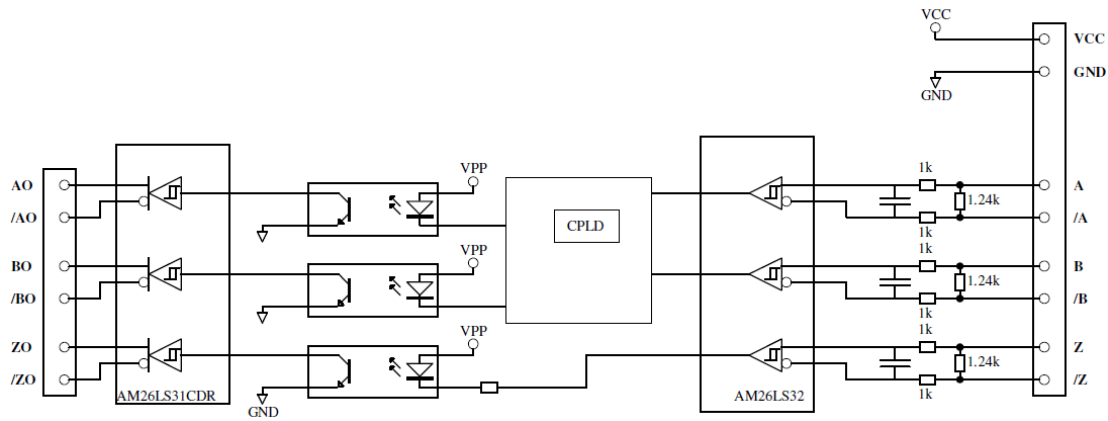 VCC
VCC
GND
GND
AO
/AO
VPP
1k
1.24k
1k
A
/A
BO
/BO
VPP
CPLD
1k
1.24k
1k
B
/B
ZO
/ZO
VPP
1k
1.24k
1k
Z
/Z
AM26LS31CDR
GND
AM26LS32